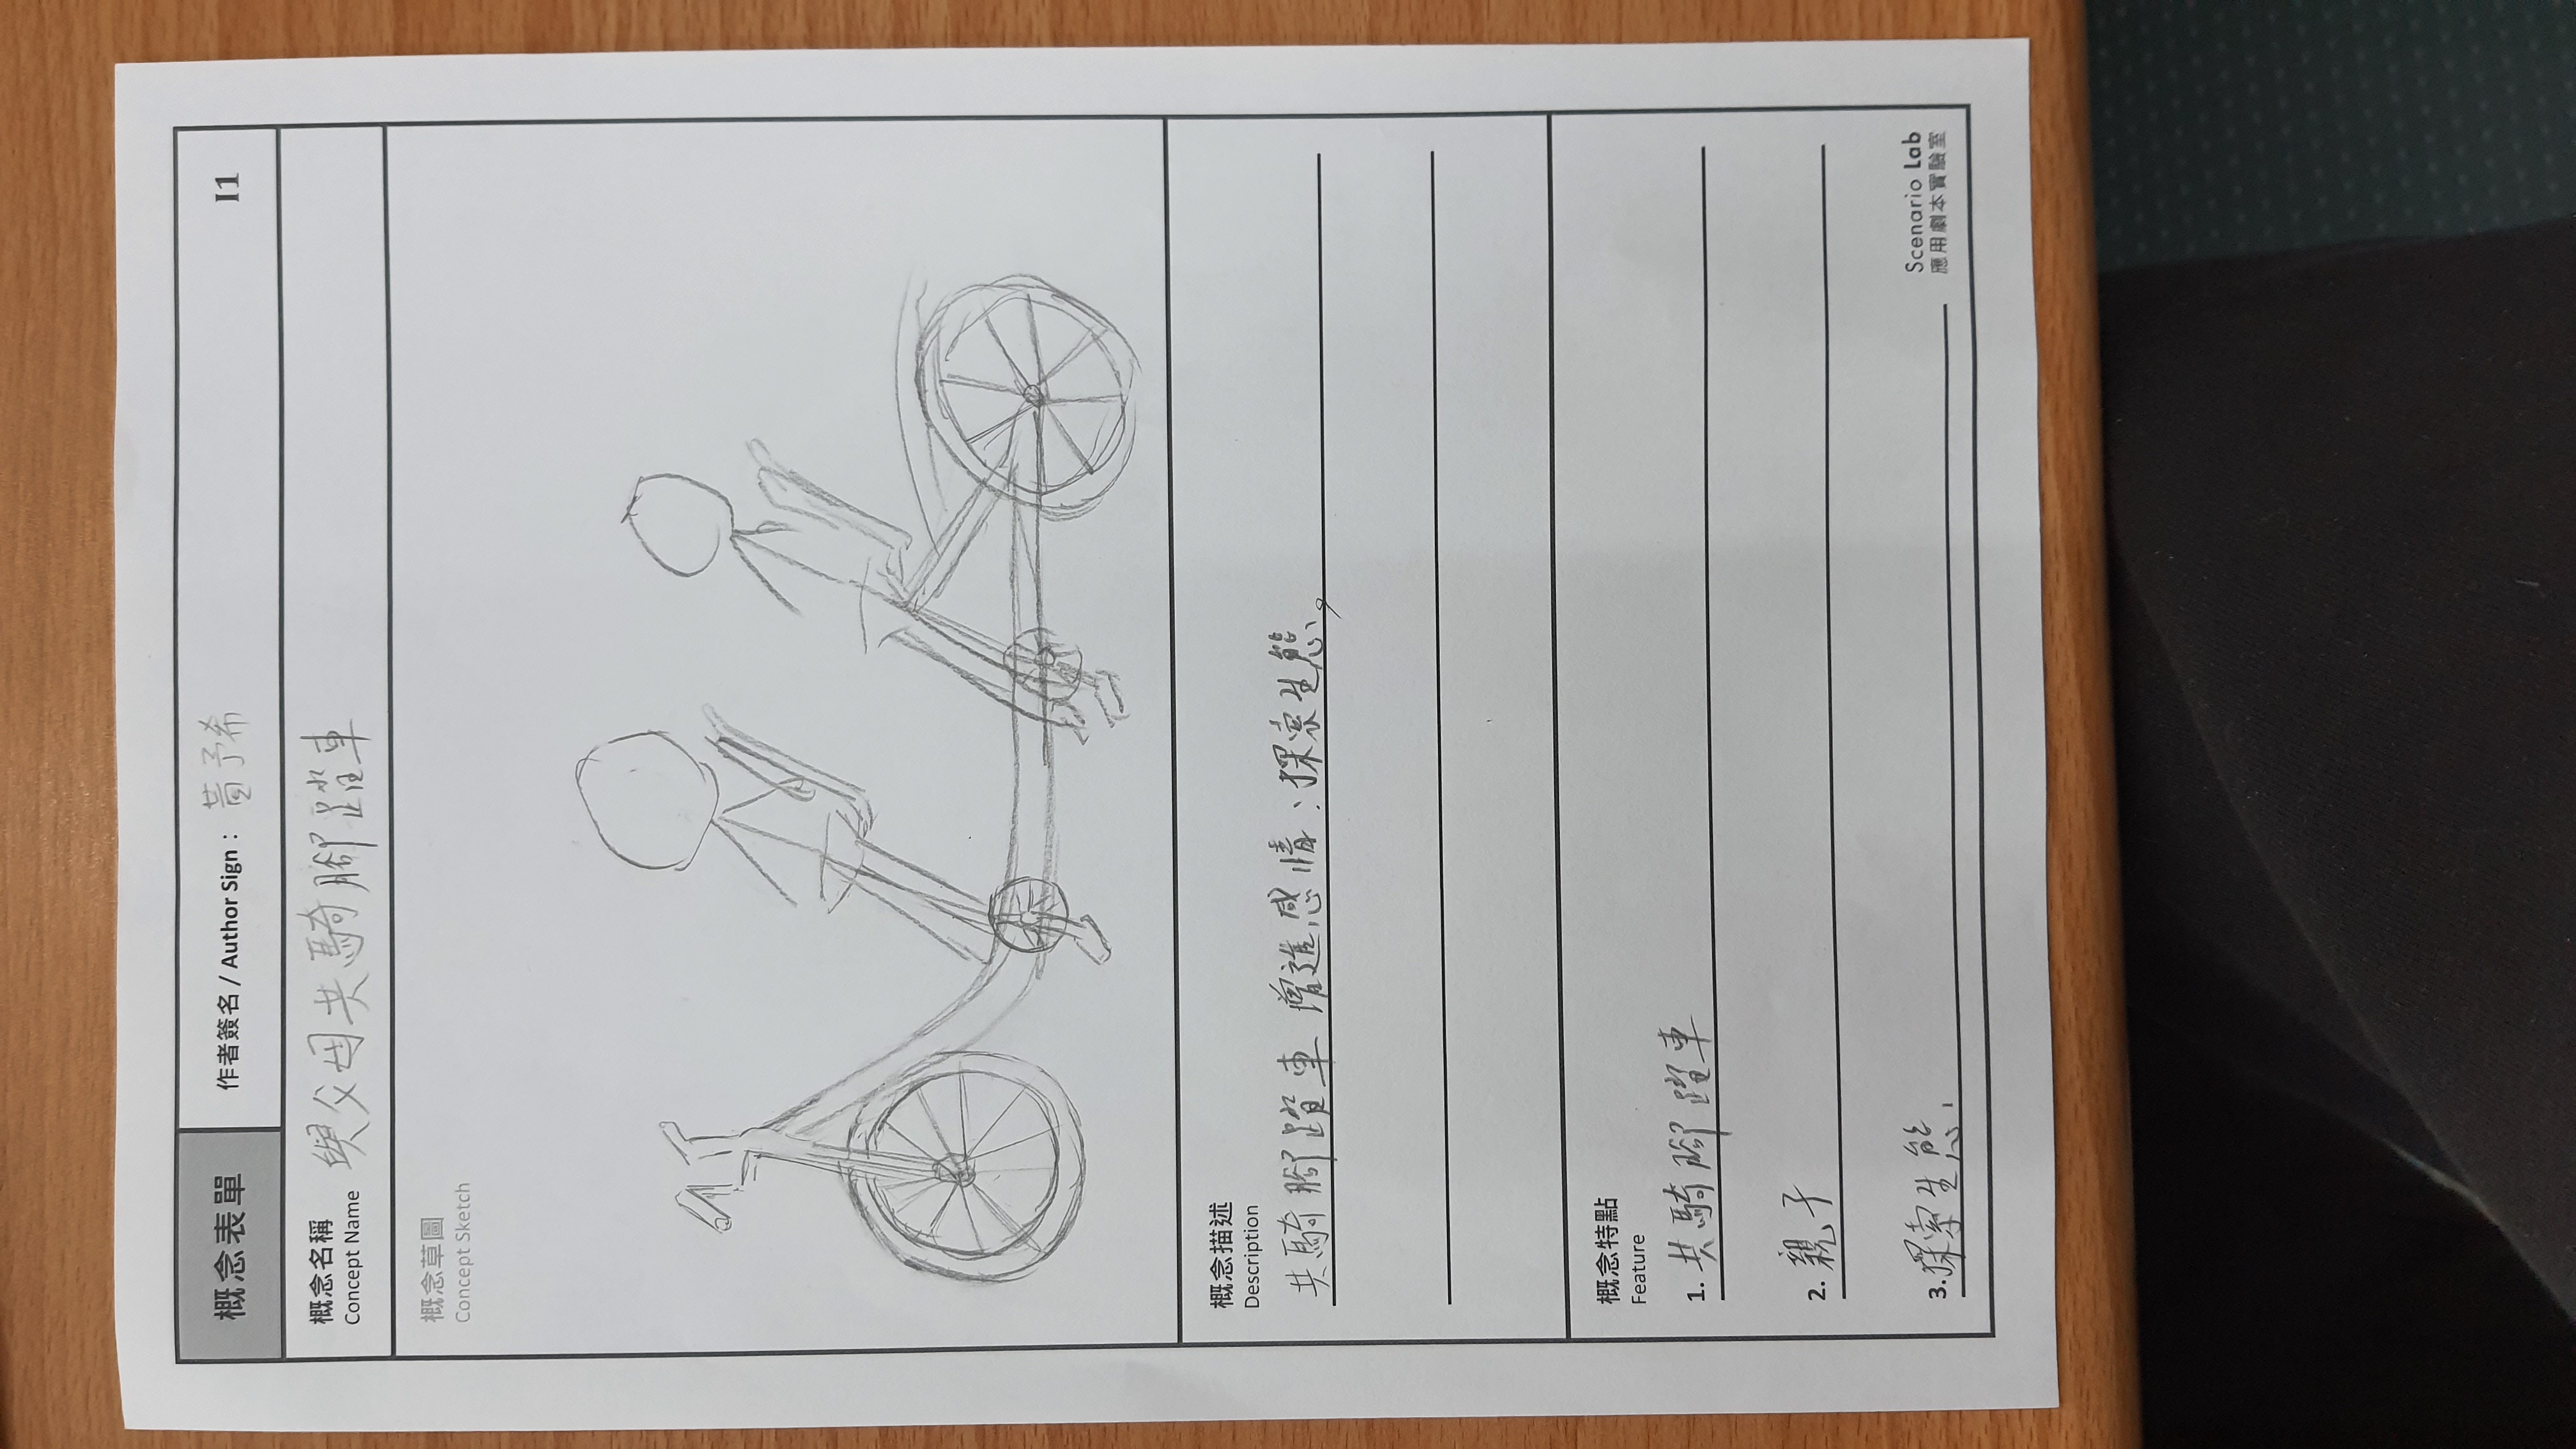 概念表單
作者簽名 / Author Sign：黃予希
I1
概念名稱 與父母共騎腳踏車
Concept Name
概念草圖
Concept Sketch
概念描述
Description
共騎腳蹬車 增進感情；探索生態,
概念特點
Feature
1. 共騎腳蹬車
2. 親子
3. 探索生態,
Scenario Lab
應用劇本實驗室